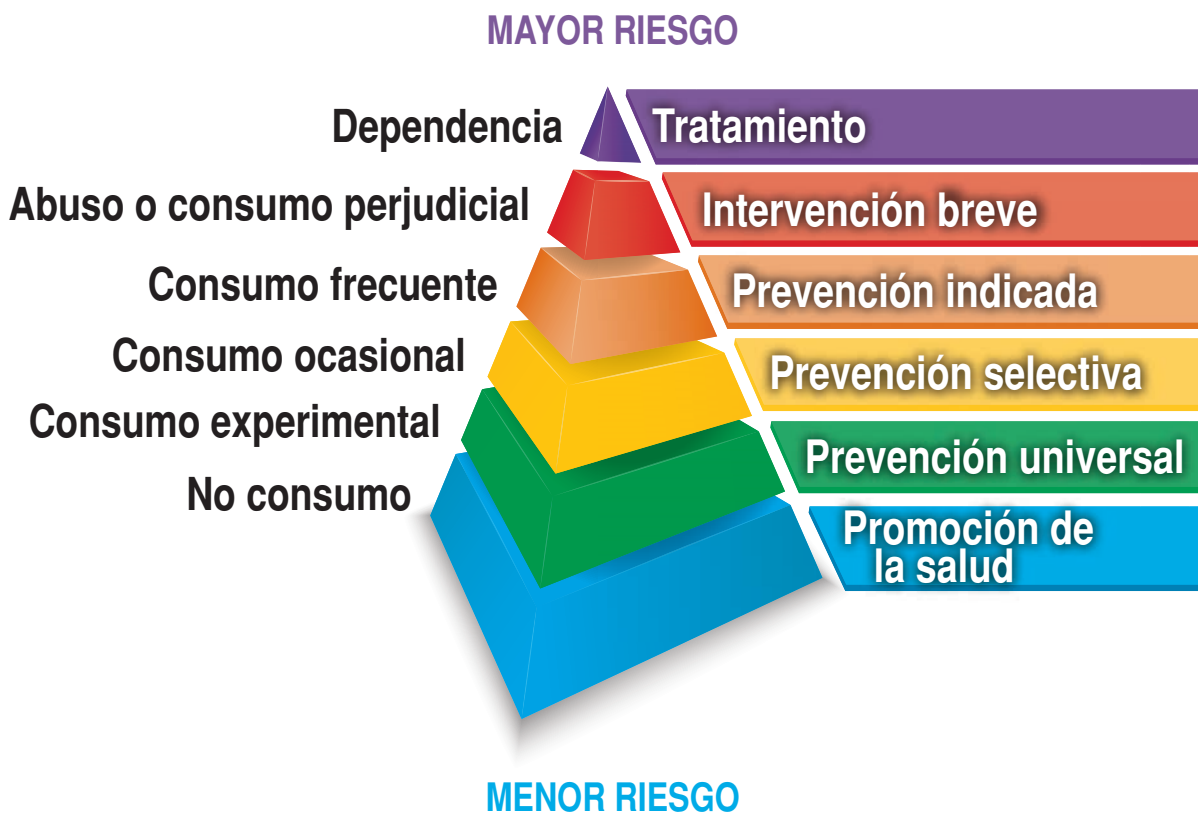 MAYOR RIESGO
Dependencia
Tratamiento
Abuso o consumo perjudicial
Intervención breve
Consumo frecuente
Prevención indicada
Consumo ocasional
Prevención selectiva
Consumo experimental
Prevención universal
No consumo
Promoción de
la salud
MENOR RIESGO